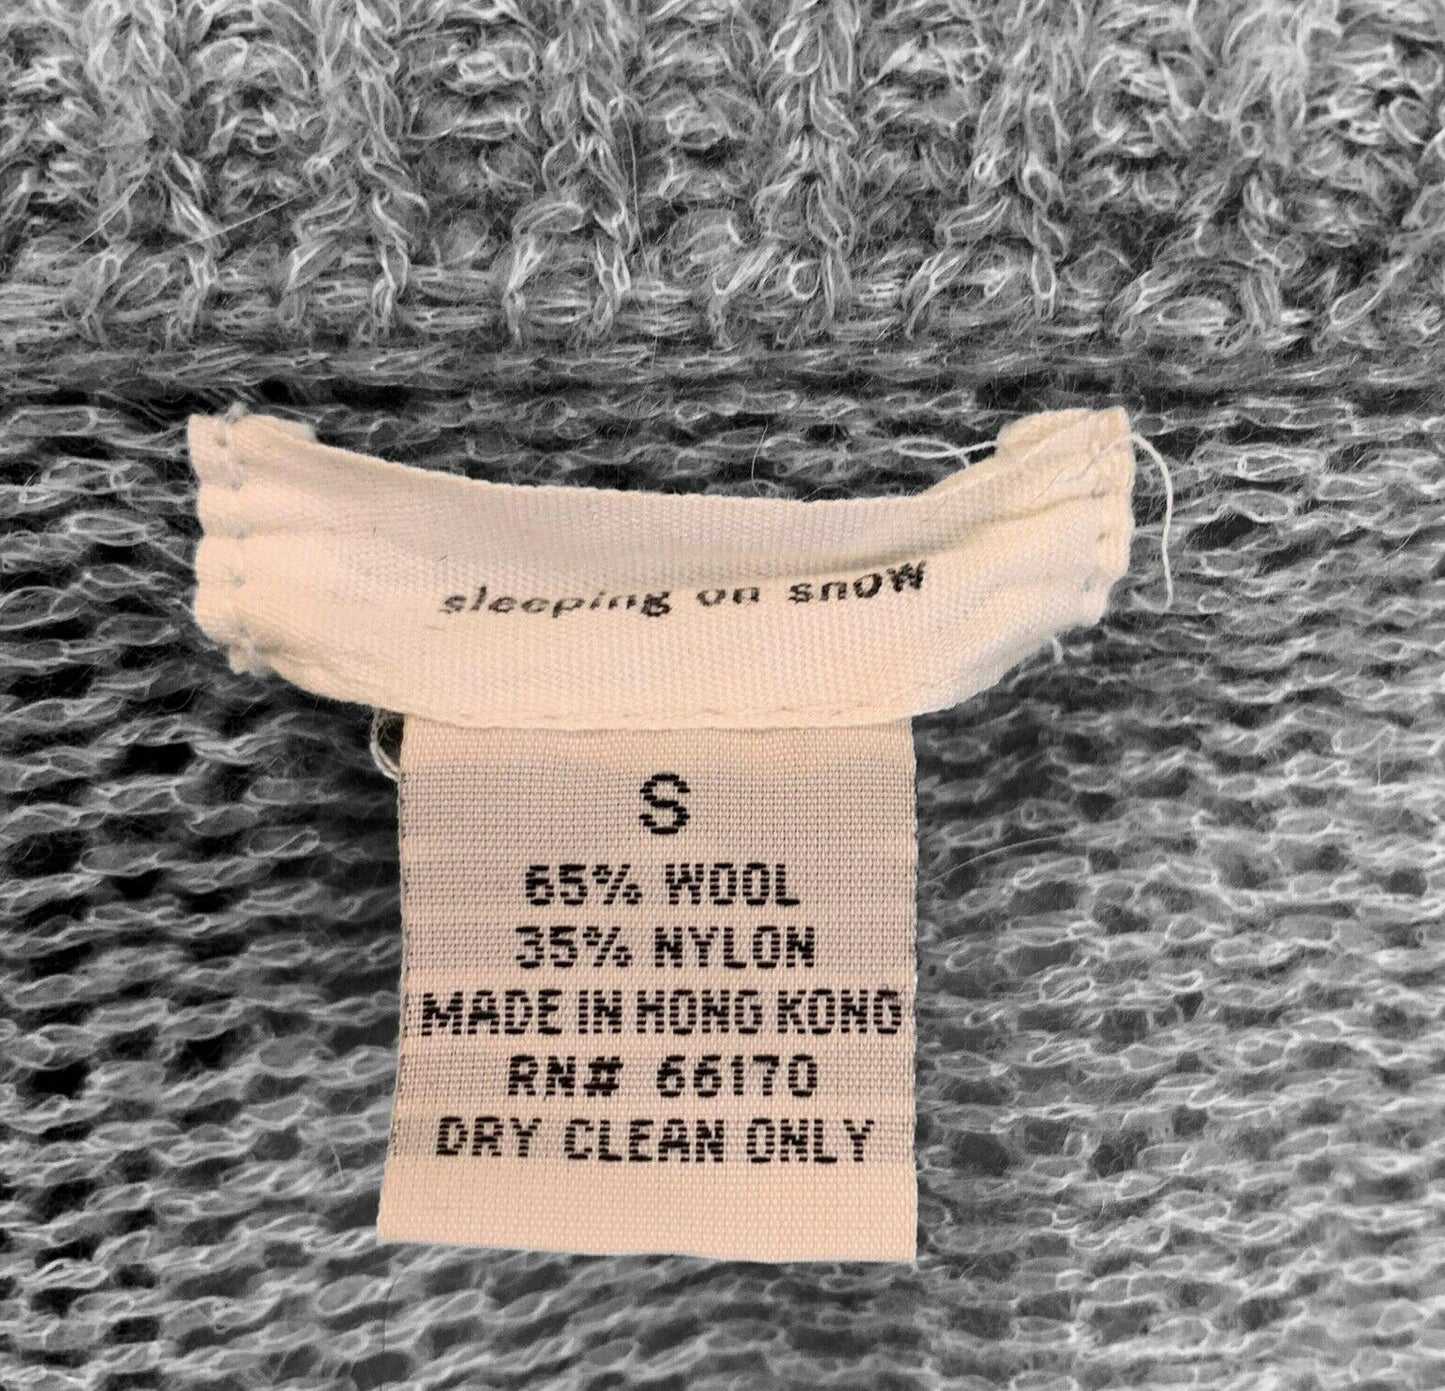 sleeping on snow
S
65% WOOL
35% NYLON
MADE IN HONG KONG
RN# 66170
DRY CLEAN ONLY